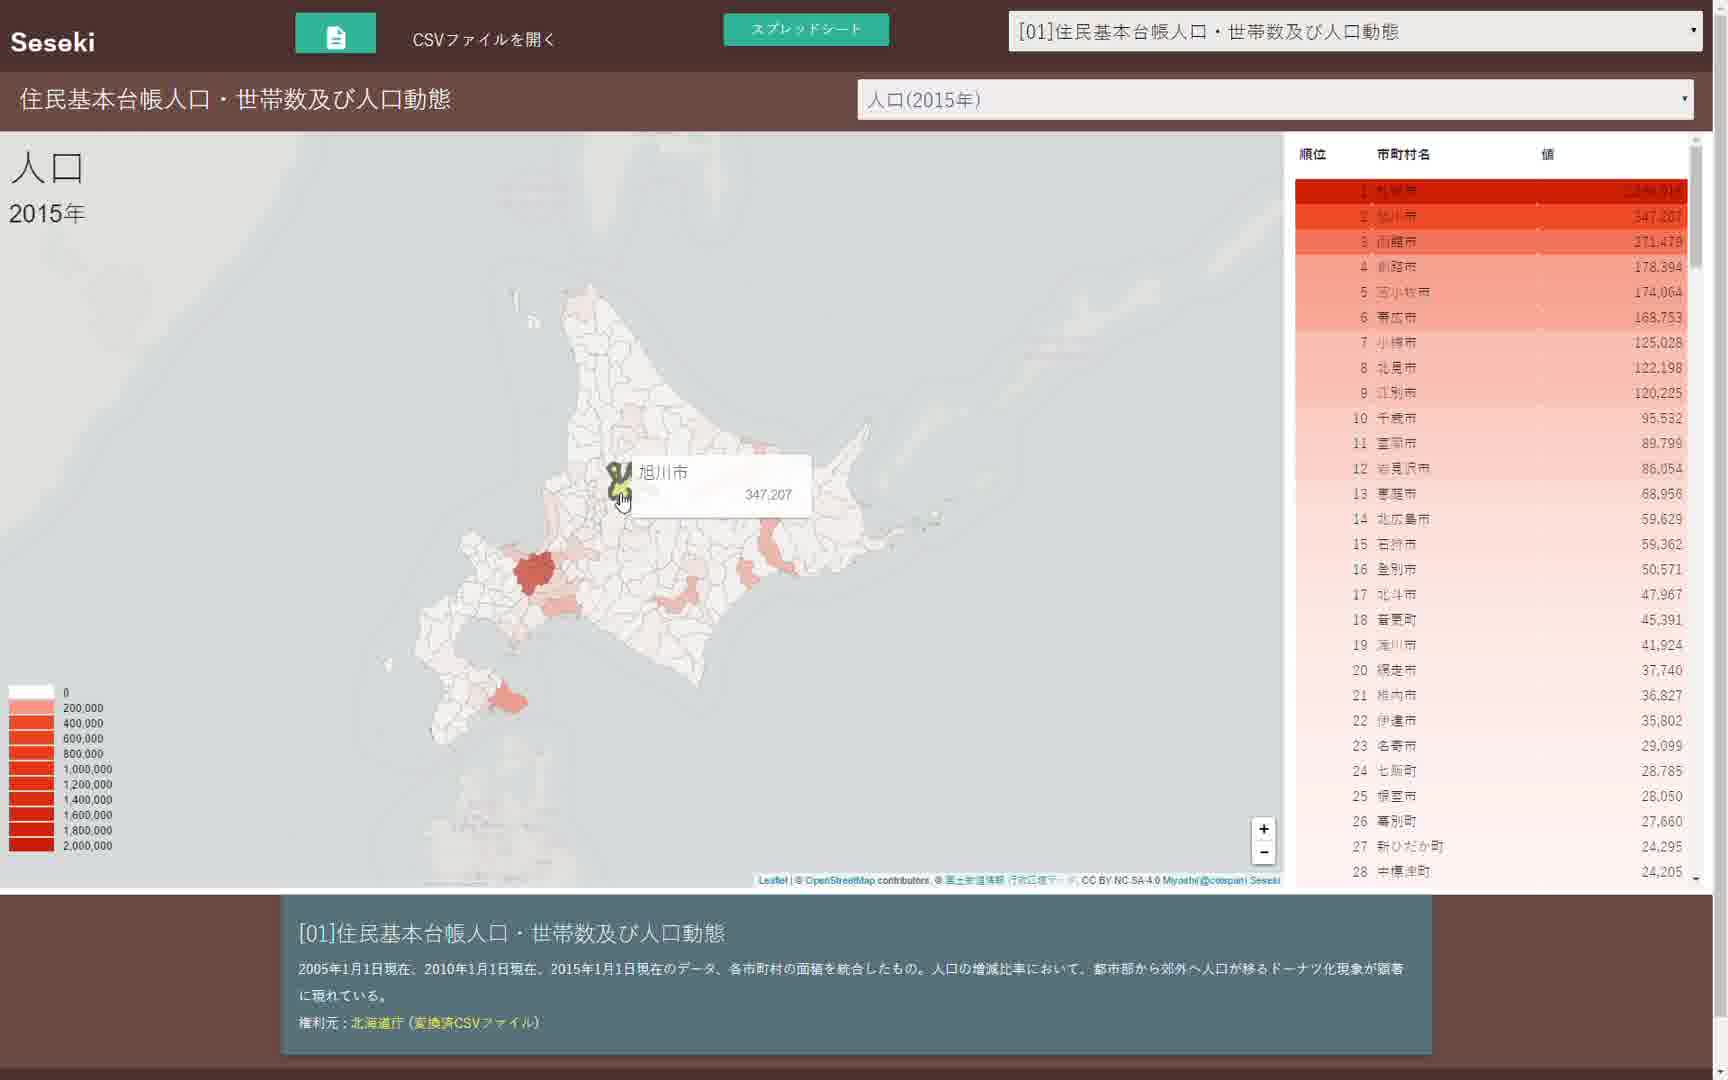 Seseki
CSVファイルを開く
スプレッドシート
[01]住民基本台帳人口・世帯数及び人口動態
住民基本台帳人口・世帯数及び人口動態
人口(2015年)
人口
2015年
旭川市
347,207
0
200,000
400,000
600,000
800,000
1,000,000
1,200,000
1,400,000
1,600,000
1,800,000
2,000,000
+
−
Leaflet | © OpenStreetMap contributors, © 国土数値情報 行政区域データ, CC BY-NC-SA-4.0 Seseki
順位 市町村名 値
1 札幌市
2 旭川市 347,207
3 函館市 271,479
4 釧路市 178,394
5 苫小牧市 174,064
6 帯広市 168,753
7 小樽市 125,028
8 北見市 122,198
9 江別市 120,225
10 千歳市 95,532
11 室蘭市 89,799
12 岩見沢市 86,054
13 恵庭市 68,956
14 北広島市 59,629
15 石狩市 59,362
16 登別市 50,571
17 北斗市 47,967
18 音更町 45,391
19 滝川市 41,924
20 網走市 37,740
21 稚内市 36,827
22 伊達市 35,802
23 名寄市 29,099
24 七飯町 28,785
25 根室市 28,050
26 幕別町 27,660
27 新ひだか町 24,295
28 中標津町 24,205
[01]住民基本台帳人口・世帯数及び人口動態
2005年1月1日現在、2010年1月1日現在、2015年1月1日現在のデータ、各市町村の面積を統合したもの。人口の増減比率において、都市部から郊外へ人口が移るドーナツ化現象が顕著
に現れている。
権利元 : 北海道庁 (変換済CSVファイル)